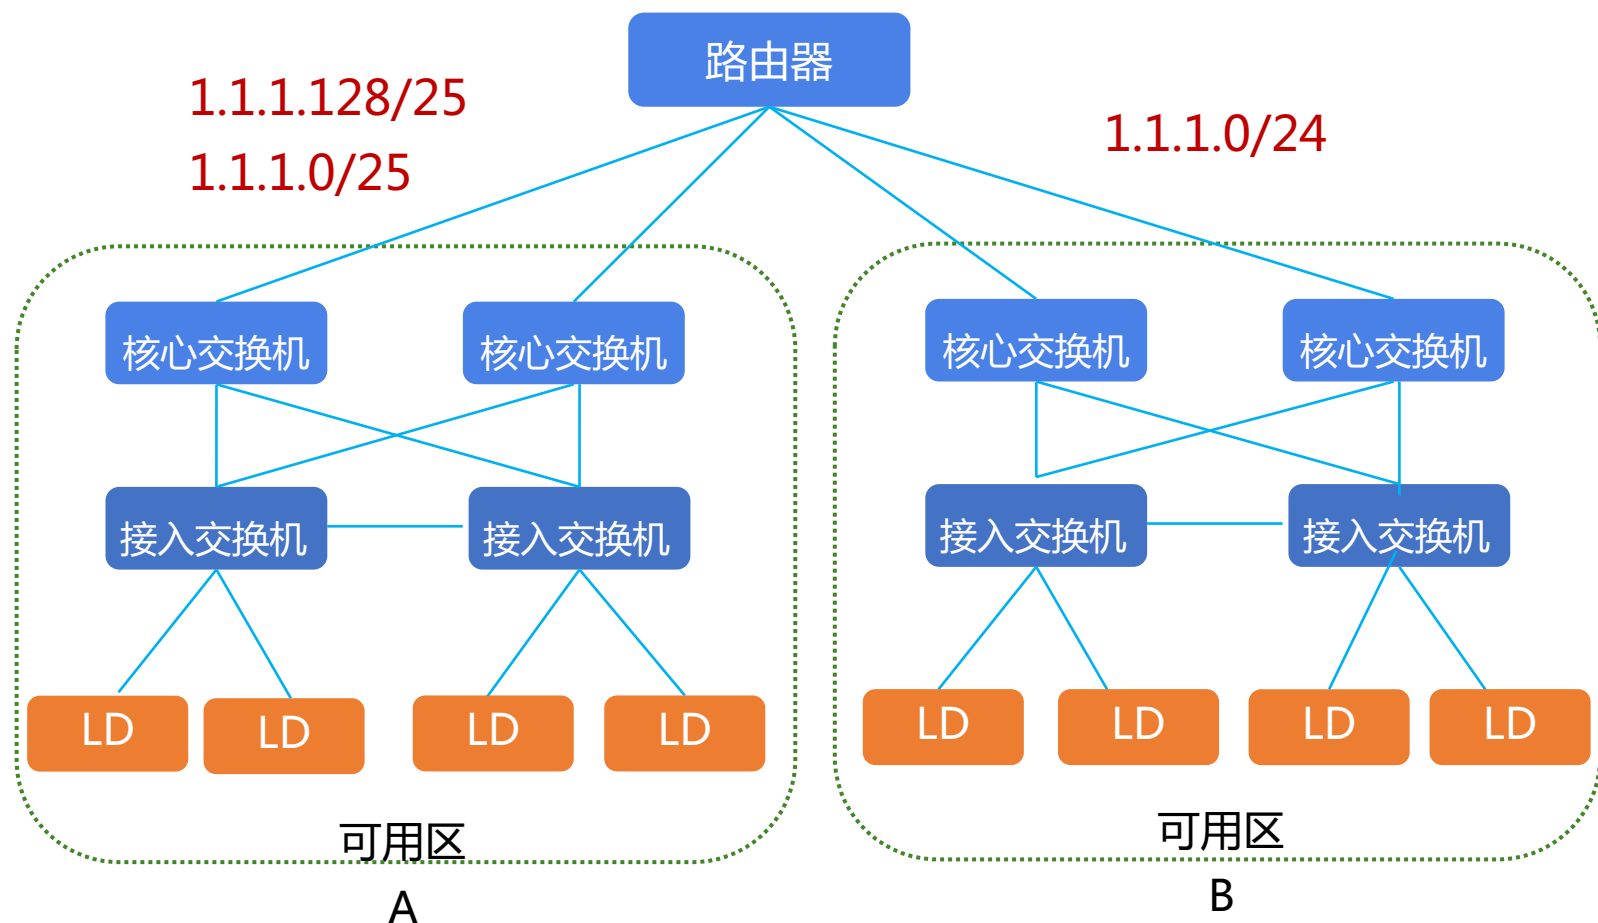 路由器
1.1.1.128/25
1.1.1.0/25
1.1.1.0/24
核心交换机
核心交换机
核心交换机
核心交换机
接入交换机
接入交换机
接入交换机
接入交换机
LD
LD
LD
LD
LD
LD
LD
LD
可用区
A
可用区
B